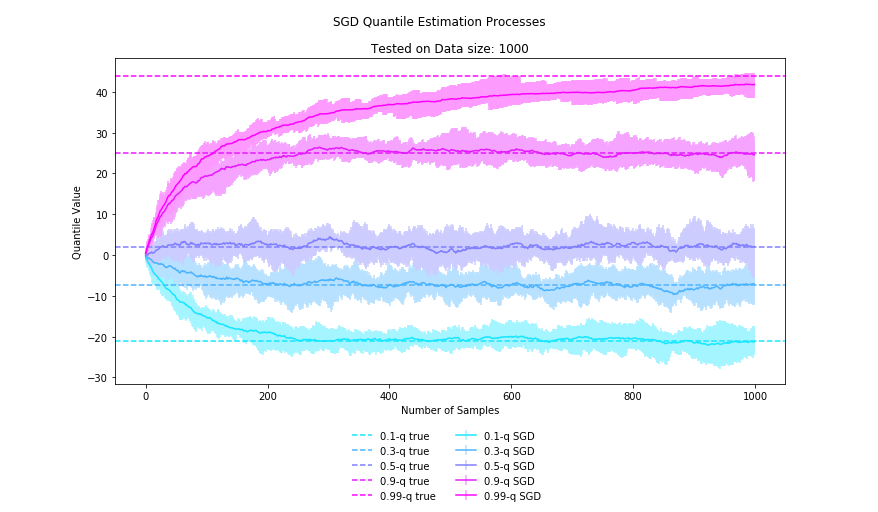 SGD Quantile Estimation Processes
Tested on Data size: 1000
40
30
20
10
0
−10
−20
−30
Quantile Value
0 200 400 600 800 1000
Number of Samples
0.1-q true 0.1-q SGD
0.3-q true 0.3-q SGD
0.5-q true 0.5-q SGD
0.9-q true 0.9-q SGD
0.99-q true 0.99-q SGD